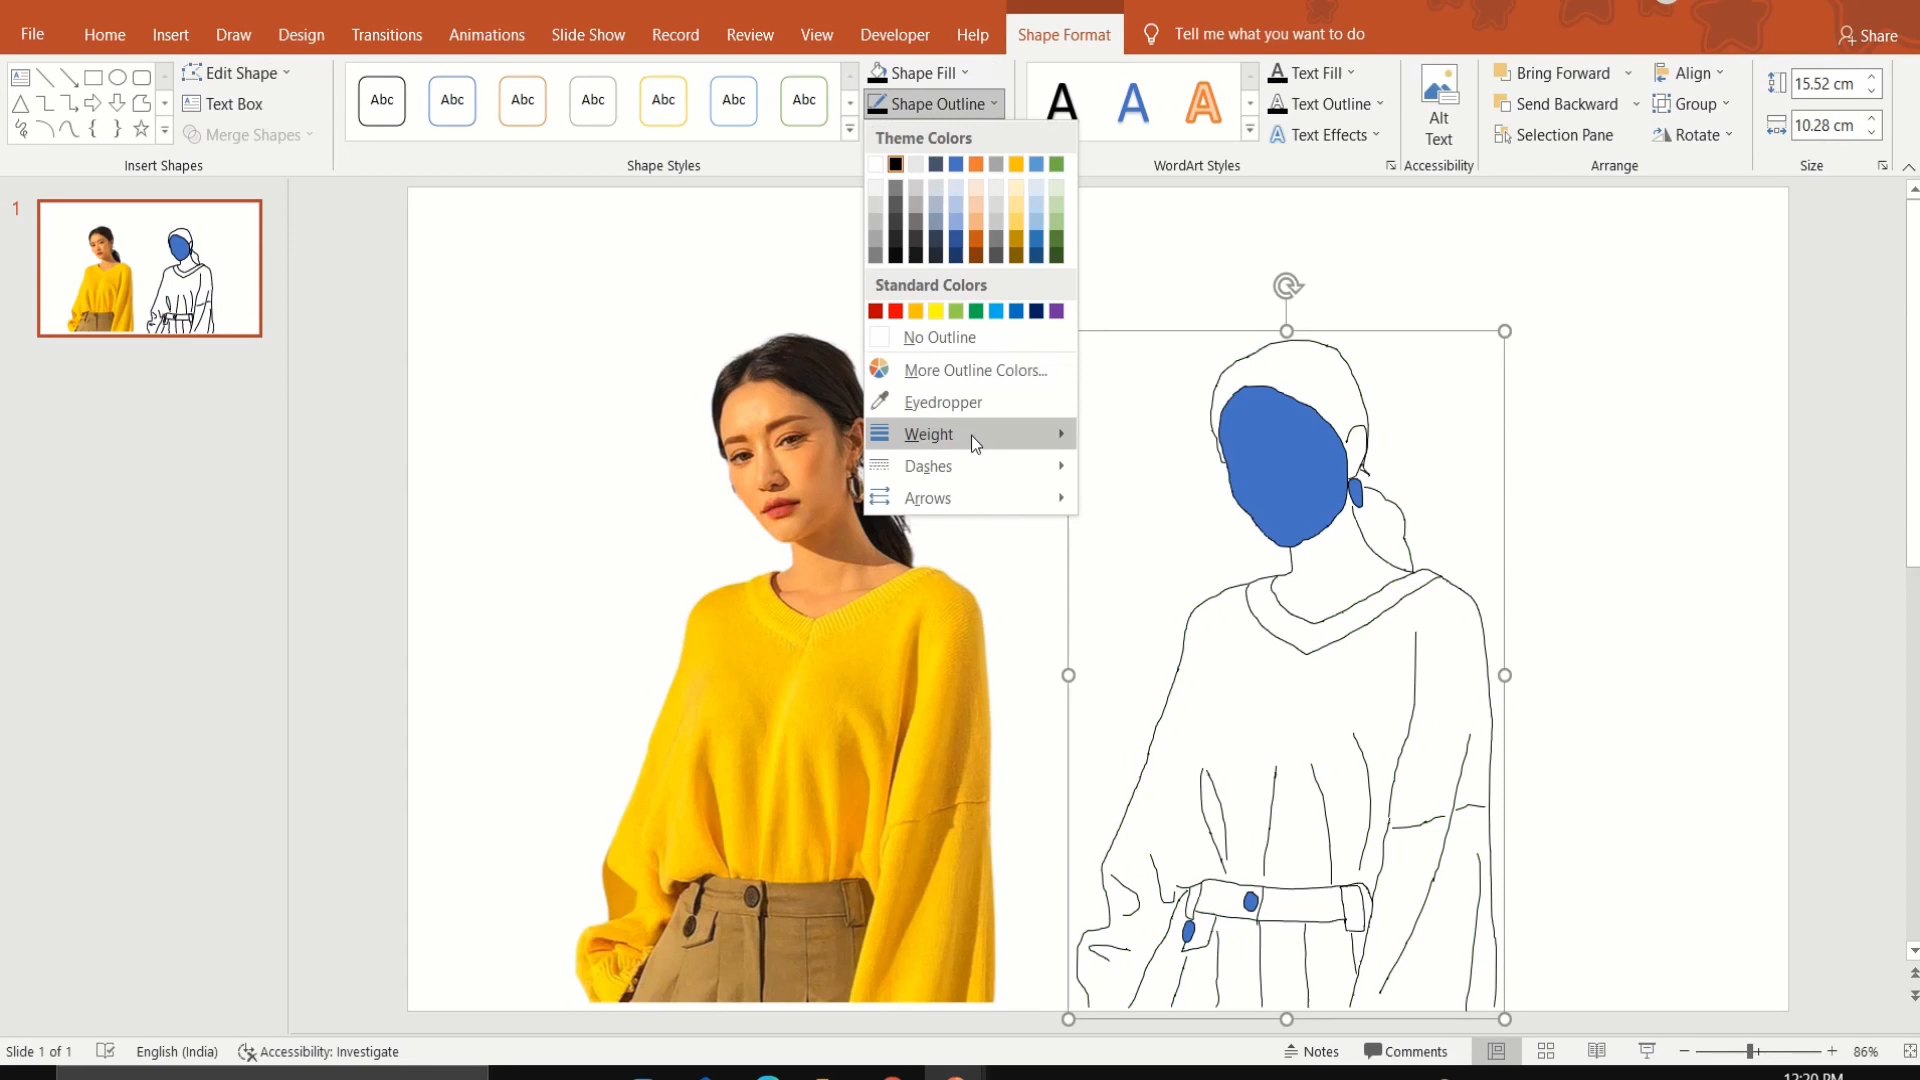 File Home Insert Draw Design Transitions Animations Slide Show Record Review View Developer Help Shape Format Tell me what you want to do Share
Edit Shape
Text Box
Merge Shapes
Insert Shapes
Abc Abc Abc Abc Abc Abc Abc
Shape Styles
Shape Fill
Shape Outline
A A A
WordArt Styles
Text Fill
Text Outline
Text Effects
Alt
Text
Accessibility
Bring Forward
Send Backward
Selection Pane
Align
Group
Rotate
Arrange
15.52 cm
10.28 cm
Size
Theme Colors
Standard Colors
No Outline
More Outline Colors...
Eyedropper
Weight
Dashes
Arrows
1
Slide 1 of 1 English (India) Accessibility: Investigate Notes Comments 86%
12:20 PM